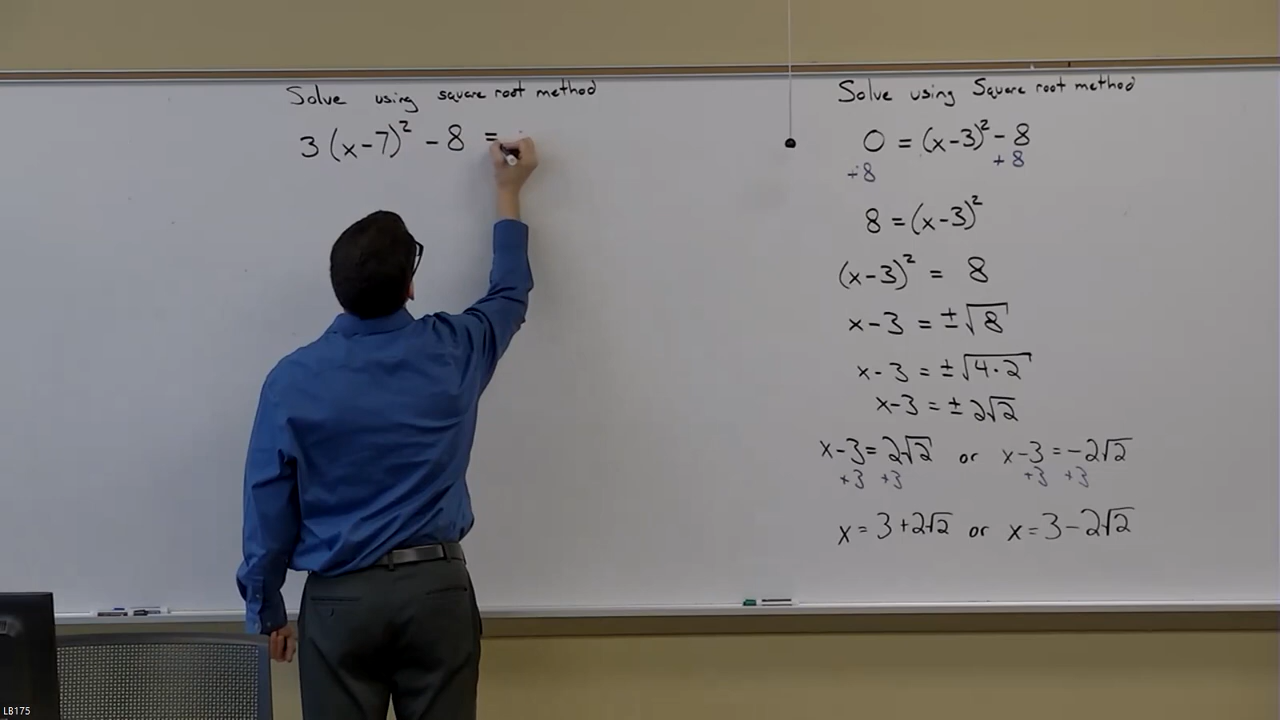 Solve using square root method
3(x-7)² - 8 =
Solve using Square root method
0 = (x-3)² - 8
+8 +8
8 = (x-3)²
(x-3)² = 8
x-3 = ±√8
x-3 = ±√4·2
x-3 = ±2√2
x-3 = 2√2 or x-3 = -2√2
+3 +3 +3 +3
x = 3+2√2 or x = 3-2√2
LB175